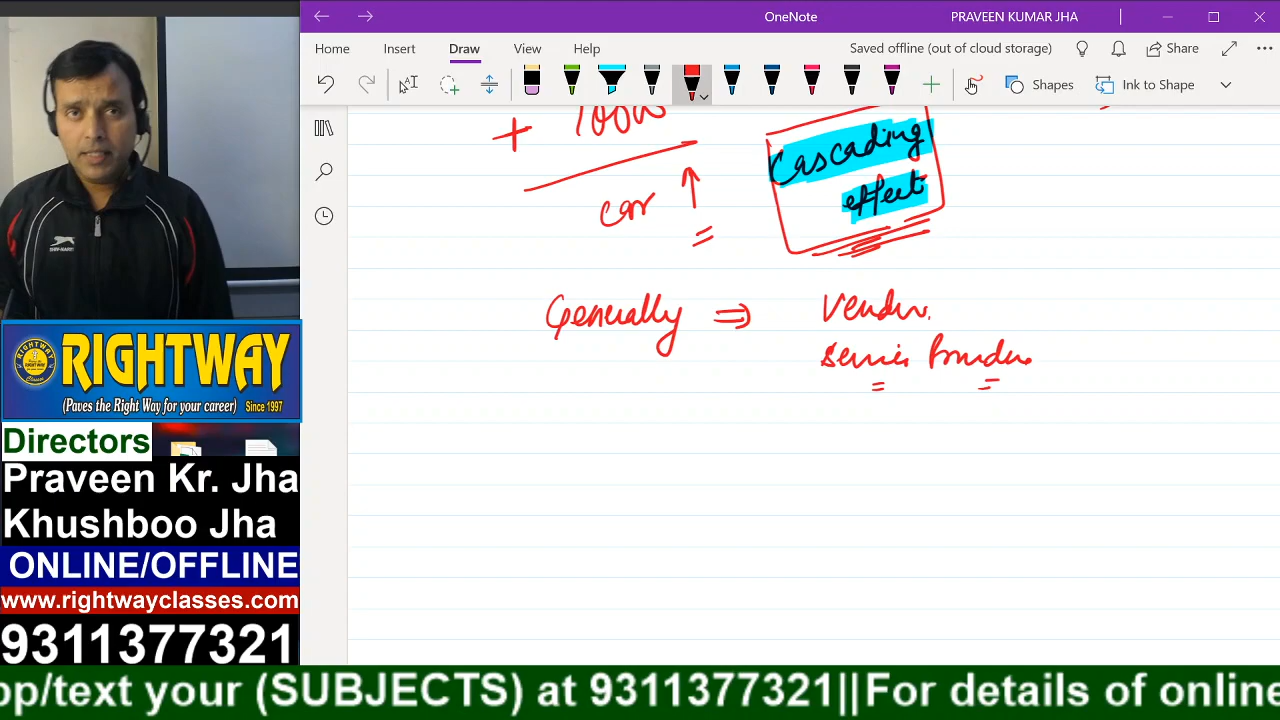 OneNote
PRAVEEN KUMAR JHA
Home Insert Draw View Help
Saved offline (out of cloud storage)
Share
Shapes
Ink to Shape
+ 1000
car ↑
Cascading
effect
Generally ⇒ Vendor.
Service Provider
RIGHTWAY
(Paves the Right Way for your career) Since 1997
Directors
Praveen Kr. Jha
Khushboo Jha
ONLINE/OFFLINE
www.rightwayclasses.com
9311377321
pp/text your (SUBJECTS) at 9311377321||For details of online